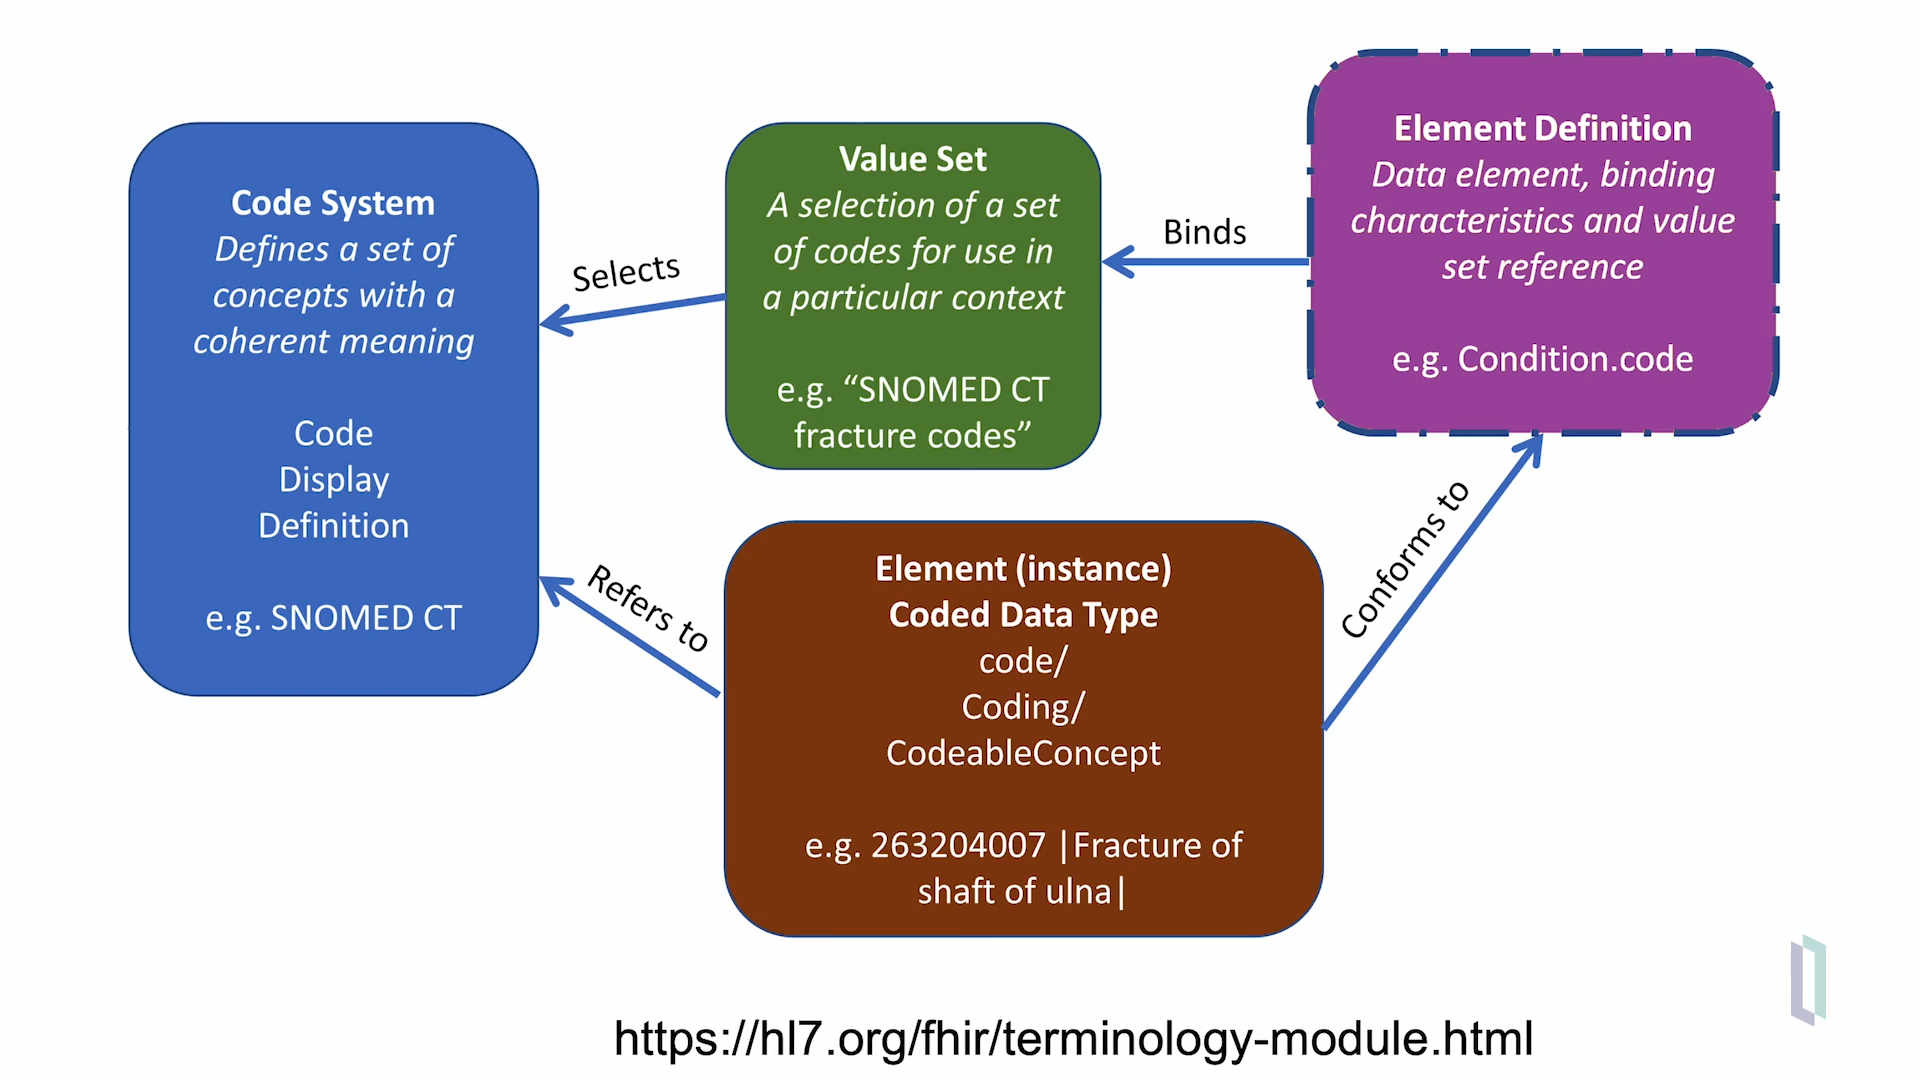 Code System
Defines a set of
concepts with a
coherent meaning
Code
Display
Definition
e.g. SNOMED CT
Selects
Value Set
A selection of a set
of codes for use in
a particular context
e.g. “SNOMED CT
fracture codes”
Binds
Element Definition
Data element, binding
characteristics and value
set reference
e.g. Condition.code
Refers to
Element (instance)
Coded Data Type
code/
Coding/
CodeableConcept
e.g. 263204007 |Fracture of
shaft of ulna|
Conforms to
https://hl7.org/fhir/terminology-module.html